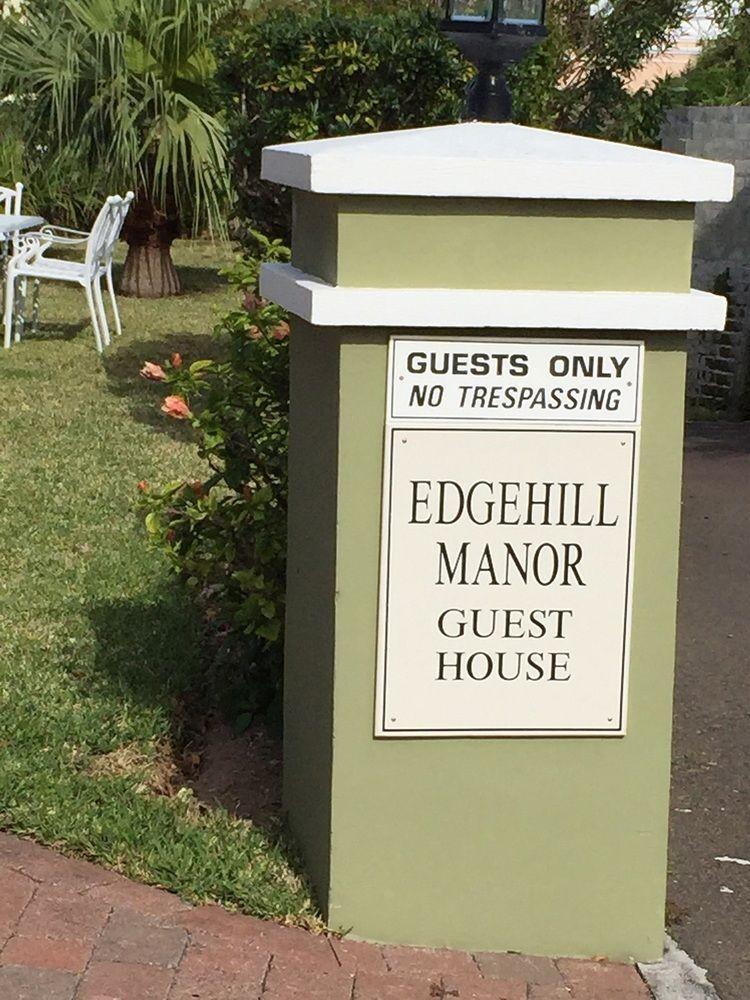 GUESTS ONLY
NO TRESPASSING
EDGEHILL
MANOR
GUEST
HOUSE